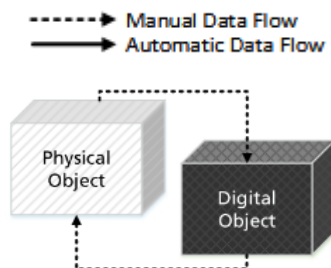 Manual Data Flow
Automatic Data Flow
Physical
Object
Digital
Object